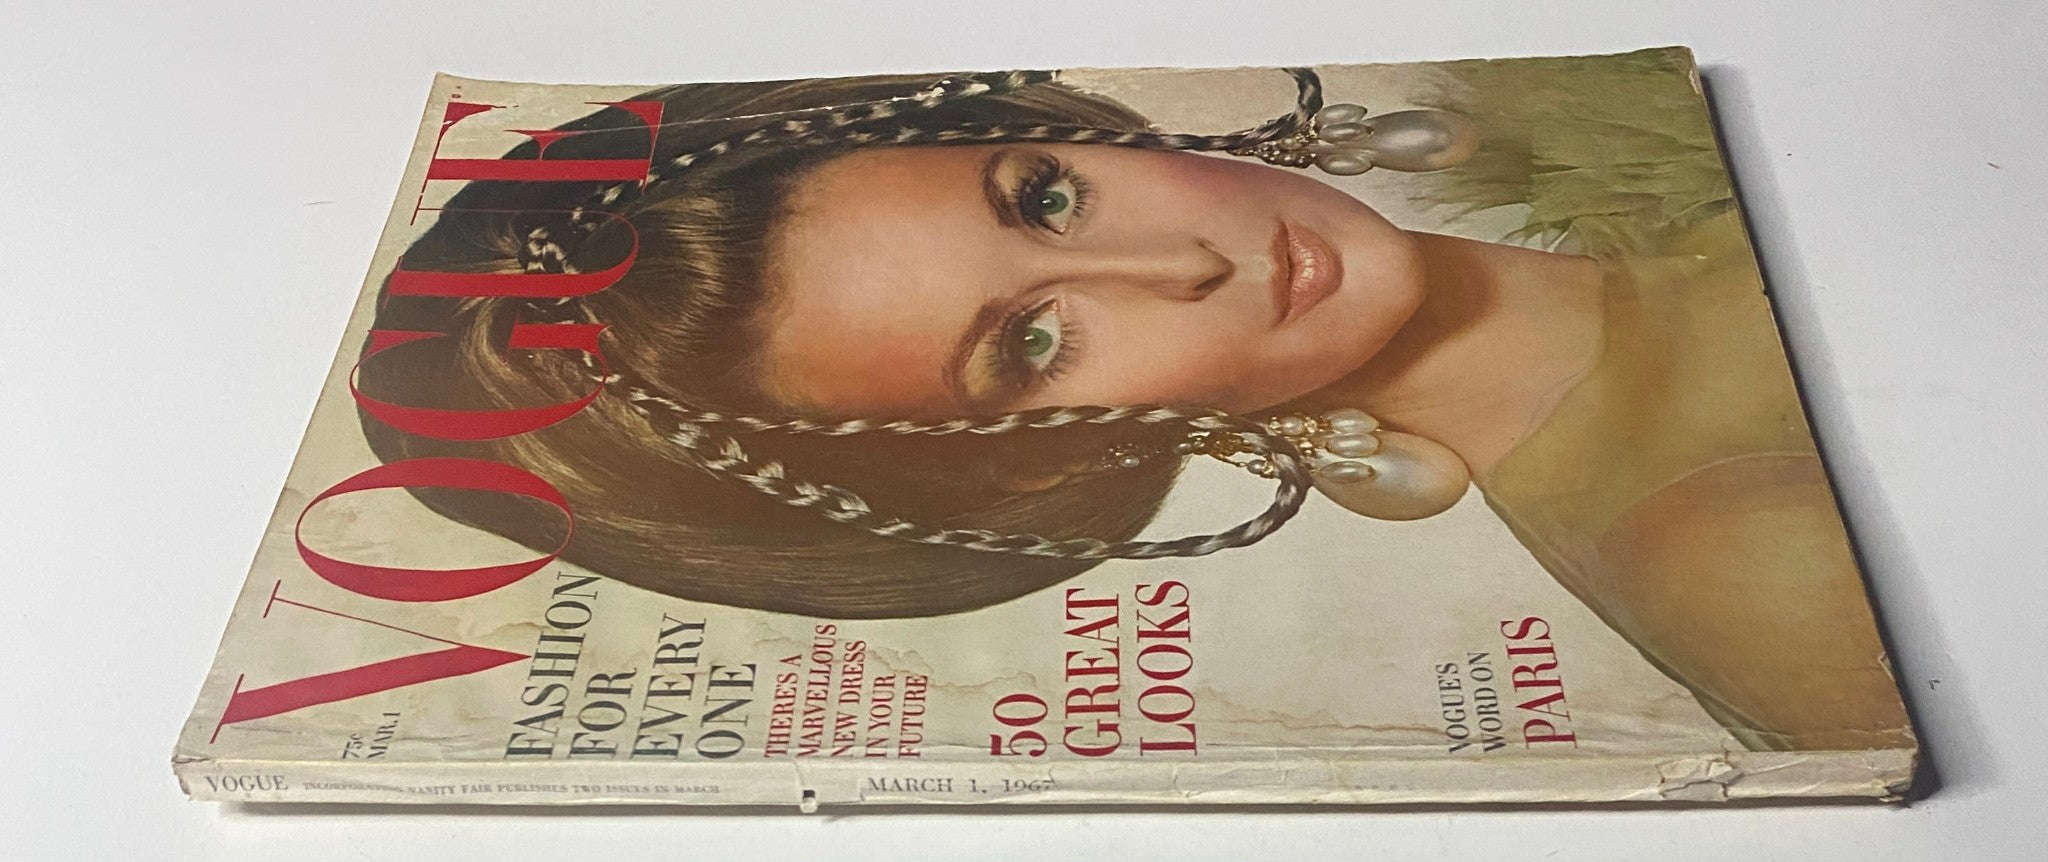 VOGUE
75¢
MAR. 1
FASHION
FOR
EVERY
ONE
THERE'S A
MARVELLOUS
NEW DRESS
IN YOUR
FUTURE
50
GREAT
LOOKS
VOGUE'S
WORD ON
PARIS
VOGUE INCORPORATING VANITY FAIR PUBLISHES TWO ISSUES IN MARCH MARCH 1, 1967